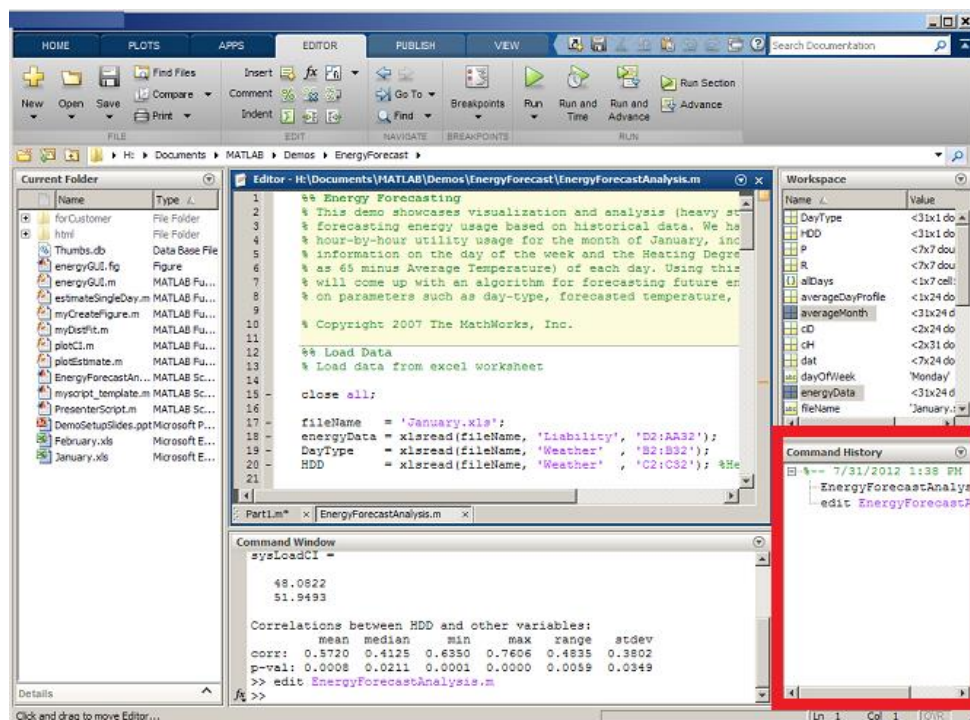 HOME PLOTS APPS EDITOR PUBLISH VIEW Search Documentation
New Open Save Find Files Compare Print Insert Comment Indent Go To Find Breakpoints Run Run and Time Run and Advance Run Section Advance
FILE EDIT NAVIGATE BREAKPOINTS RUN
H: Documents MATLAB Demos EnergyForecast
Current Folder
Name Type
forCustomer File Folder
html File Folder
Thumbs.db Data Base File
energyGUI.fig Figure
energyGUI.m MATLAB Fu...
estimateSingleDay.m MATLAB Fu...
myCreateFigure.m MATLAB Fu...
myDistFit.m MATLAB Fu...
plotCI.m MATLAB Fu...
plotEstimate.m MATLAB Fu...
EnergyForecastAn... MATLAB Sc...
myscript_template.m MATLAB Sc...
PresenterScript.m MATLAB Sc...
DemoSetupSlides.ppt Microsoft P...
February.xls Microsoft E...
January.xls Microsoft E...
Details
Editor - H:\Documents\MATLAB\Demos\EnergyForecast\EnergyForecastAnalysis.m
1 %% Energy Forecasting
2 % This demo showcases visualization and analysis (heavy st
3 % forecasting energy usage based on historical data. We ha
4 % hour-by-hour utility usage for the month of January, inc
5 % information on the day of the week and the Heating Degre
6 % as 65 minus Average Temperature) of each day. Using this
7 % will come up with an algorithm for forecasting future en
8 % on parameters such as day-type, forecasted temperature,
9
10 % Copyright 2007 The MathWorks, Inc.
11
12 %% Load Data
13 % Load data from excel worksheet
14
15 - close all;
16
17 - fileName = 'January.xls';
18 - energyData = xlsread(fileName, 'Liability', 'D2:AA32');
19 - DayType = xlsread(fileName, 'Weather' , 'B2:B32');
20 - HDD = xlsread(fileName, 'Weather' , 'C2:C32'); %He
21
Part1.m* × EnergyForecastAnalysis.m ×
Command Window
sysLoadCI =
48.0822
51.9493
Correlations between HDD and other variables:
mean median min max range stdev
corr: 0.5720 0.4125 0.6350 0.7606 0.4835 0.3802
p-val: 0.0008 0.0211 0.0001 0.0000 0.0059 0.0349
>> edit EnergyForecastAnalysis.m
fx >>
Workspace
Name Value
DayType <31x1 do
HDD <31x1 do
P <7x7 dou
R <7x7 dou
allDays <1x7 cell
averageDayProfile <1x24 do
averageMonth <31x24 d
ciD <2x24 do
ciH <2x31 do
dat <7x24 do
dayOfWeek 'Monday'
energyData <31x24 d
fileName 'January.
Command History
%-- 7/31/2012 1:38 PM
EnergyForecastAnalys
edit EnergyForecastA
Click and drag to move Editor...
Ln 1 Col 1 OVR